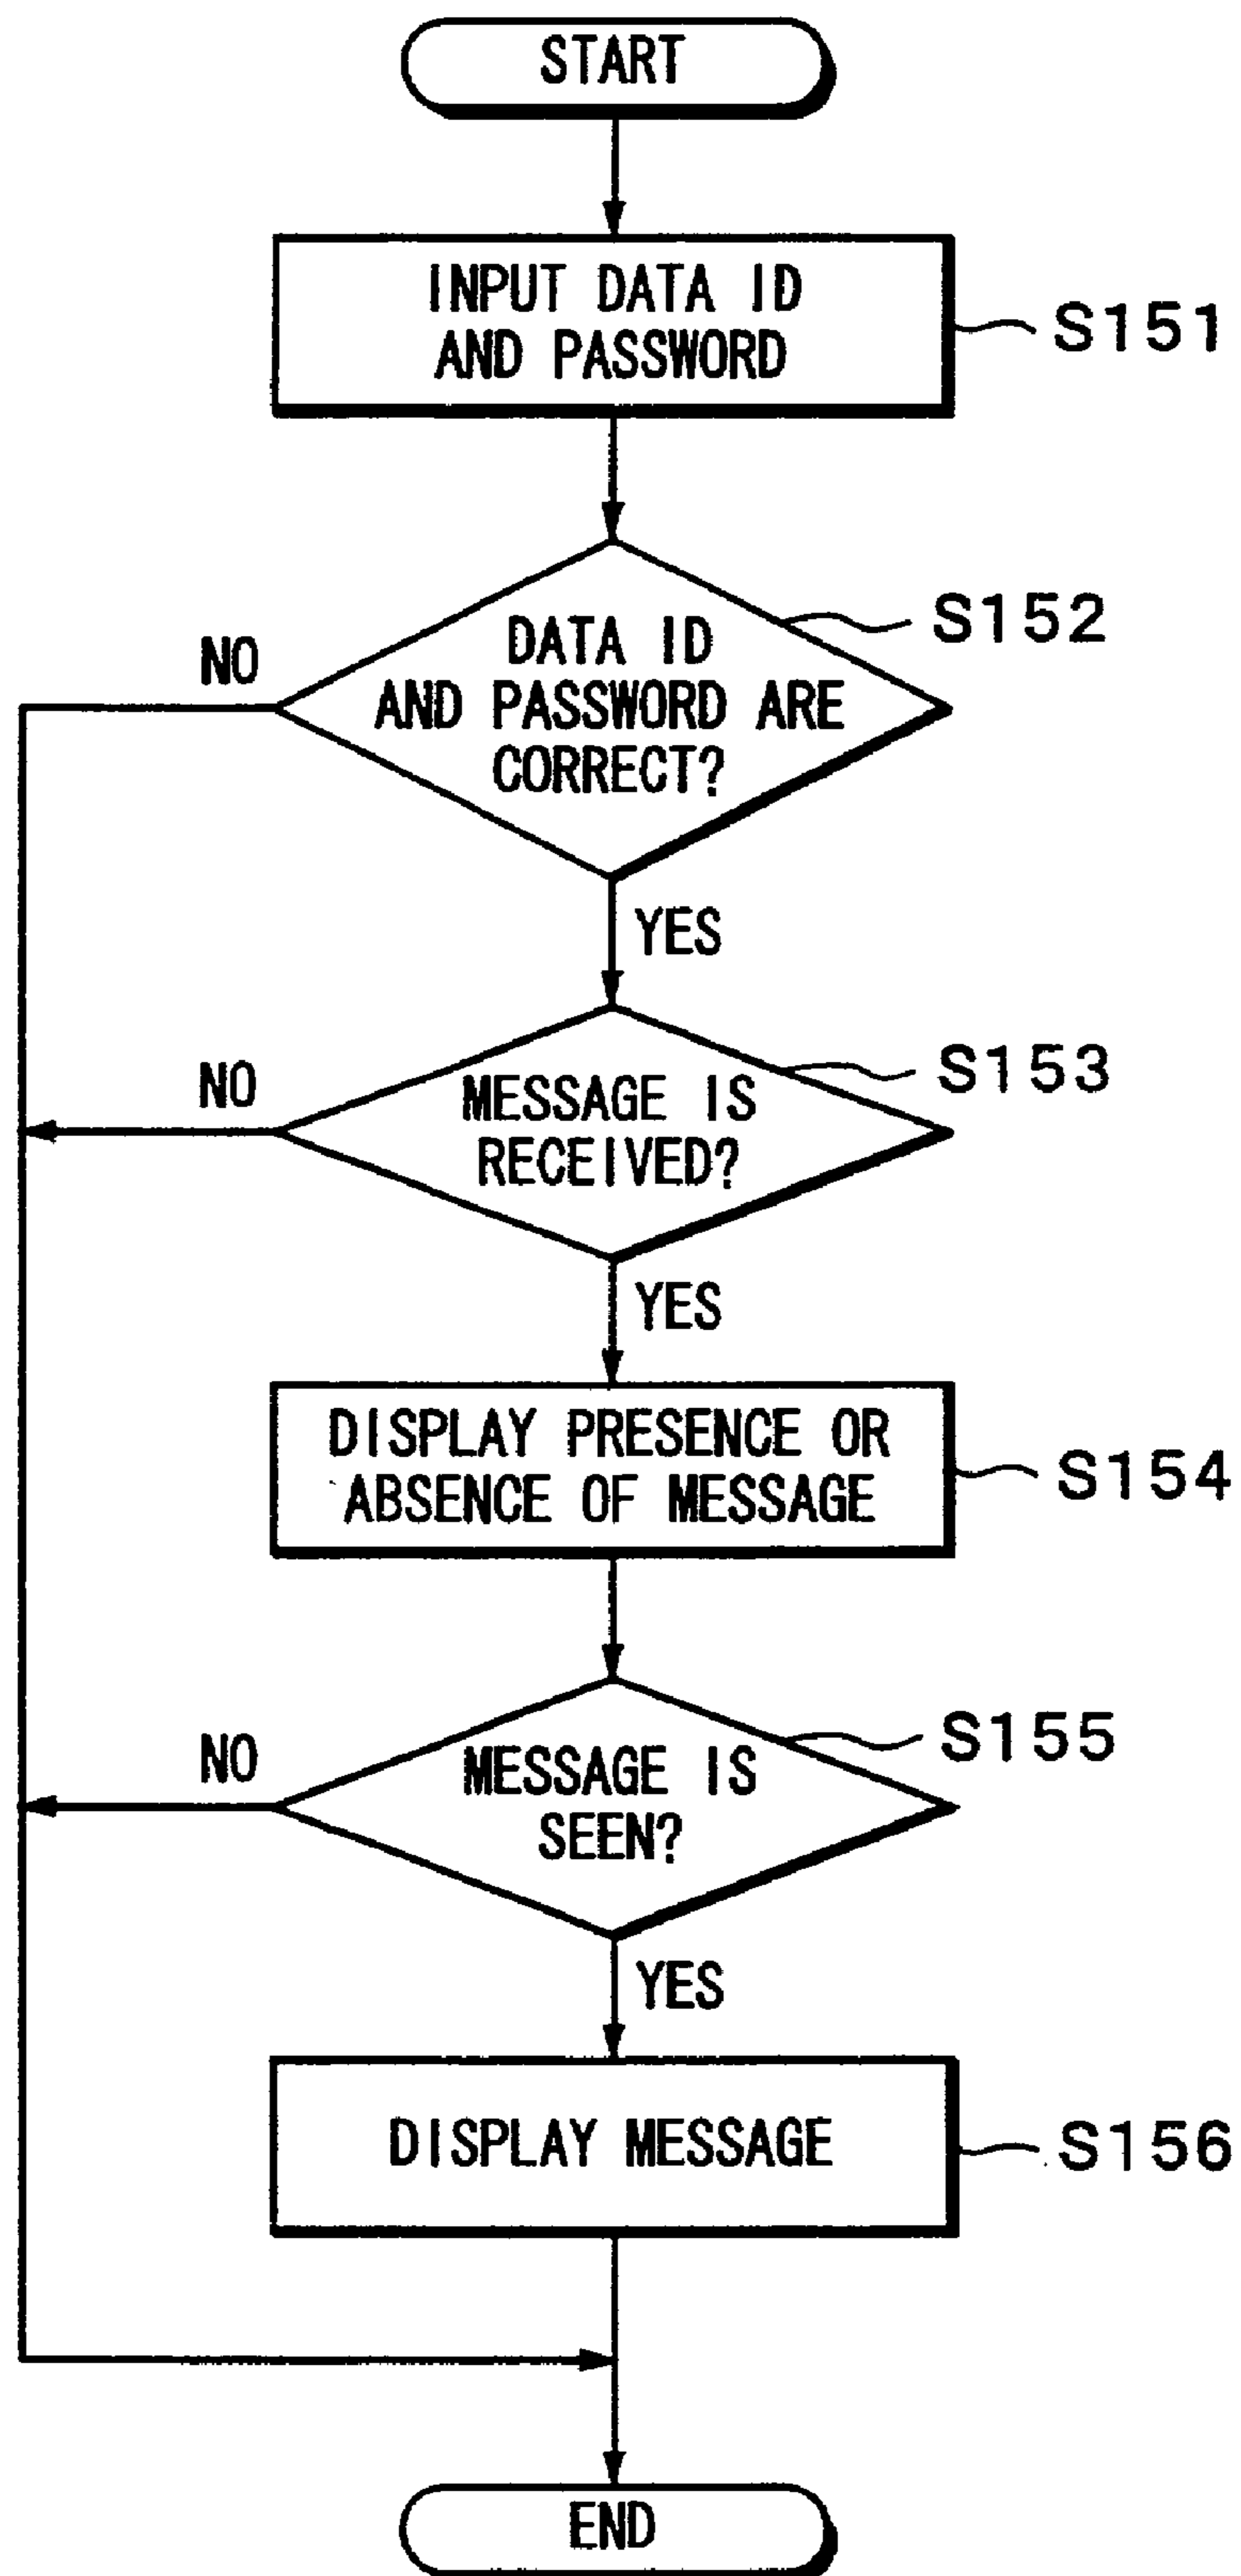 START
INPUT DATA ID
AND PASSWORD
S151
DATA ID
AND PASSWORD ARE
CORRECT?
S152
NO
YES
MESSAGE IS
RECEIVED?
S153
NO
YES
DISPLAY PRESENCE OR
ABSENCE OF MESSAGE
S154
MESSAGE IS
SEEN?
S155
NO
YES
DISPLAY MESSAGE
S156
END